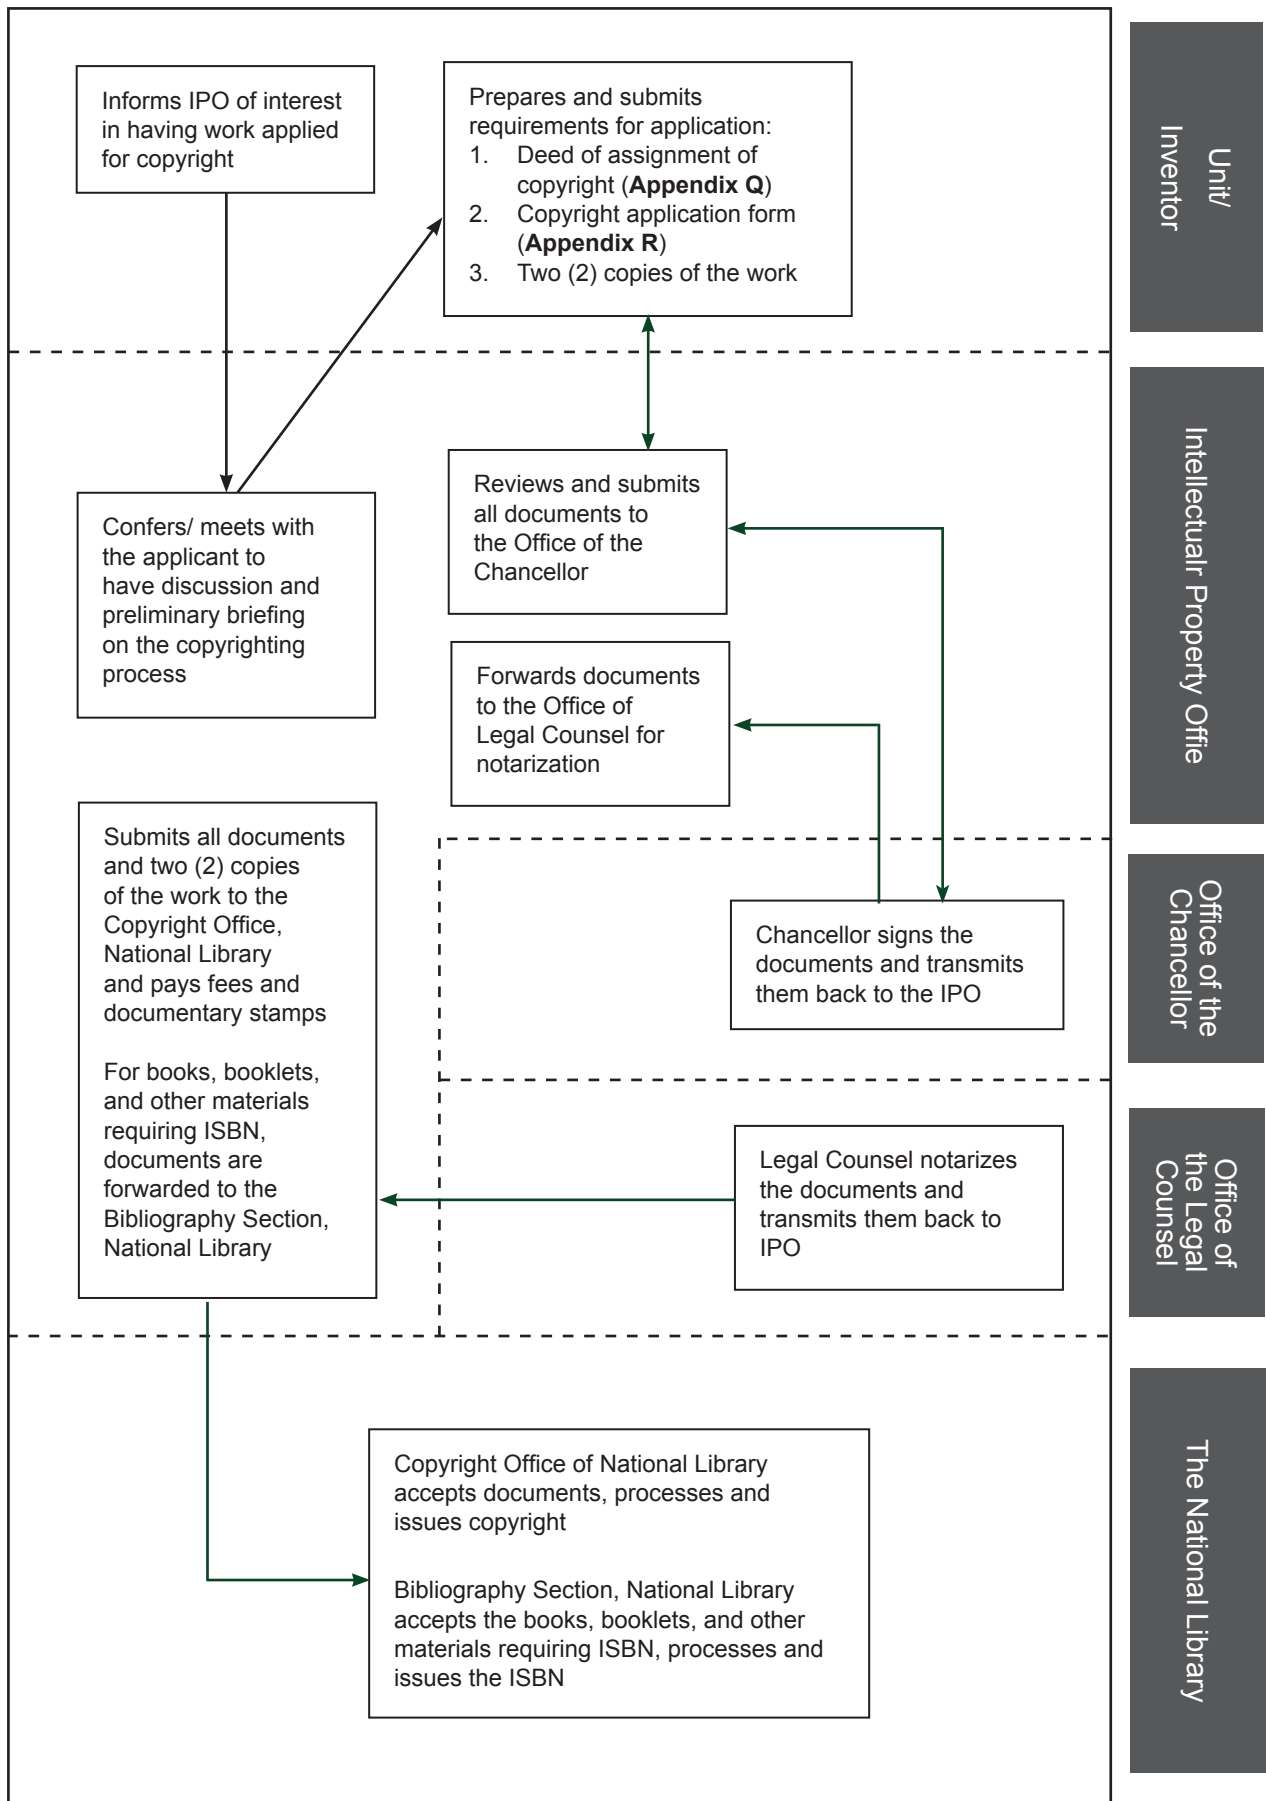 Informs IPO of interest
in having work applied
for copyright
Prepares and submits
requirements for application:
1. Deed of assignment of
copyright (Appendix Q)
2. Copyright application form
(Appendix R)
3. Two (2) copies of the work
Unit/
Inventor
Confers/ meets with
the applicant to
have discussion and
preliminary briefing
on the copyrighting
process
Reviews and submits
all documents to
the Office of the
Chancellor
Forwards documents
to the Office of
Legal Counsel for
notarization
Intellectualr Property Offie
Submits all documents
and two (2) copies
of the work to the
Copyright Office,
National Library
and pays fees and
documentary stamps
For books, booklets,
and other materials
requiring ISBN,
documents are
forwarded to the
Bibliography Section,
National Library
Chancellor signs the
documents and transmits
them back to the IPO
Office of the
Chancellor
Legal Counsel notarizes
the documents and
transmits them back to
IPO
Office of
the Legal
Counsel
Copyright Office of National Library
accepts documents, processes and
issues copyright
Bibliography Section, National Library
accepts the books, booklets, and other
materials requiring ISBN, processes and
issues the ISBN
The National Library